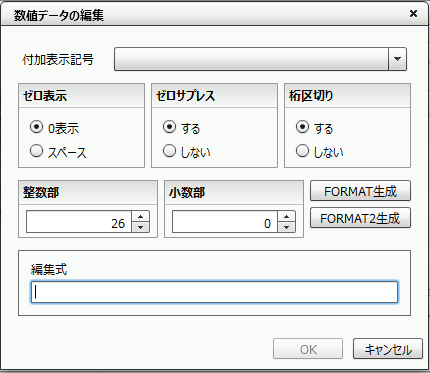 数値データの編集
付加表示記号
ゼロ表示
0表示
スペース
ゼロサプレス
する
しない
桁区切り
する
しない
整数部
26
小数部
0
FORMAT生成
FORMAT2生成
編集式
OK
キャンセル